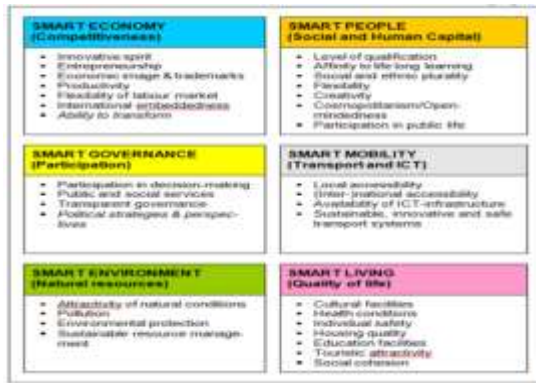 SMART ECONOMY
(Competitiveness)
Innovative spirit
Entrepreneurship
Economic image & trademarks
Productivity
Flexibility of labour market
International embeddedness
Ability to transform
SMART PEOPLE
(Social and Human Capital)
Level of qualification
Affinity to life long learning
Social and ethnic plurality
Flexibility
Creativity
Cosmopolitanism/Open-
mindedness
Participation in public life
SMART GOVERNANCE
(Participation)
Participation in decision-making
Public and social services
Transparent governance
Political strategies & perspec-
tives
SMART MOBILITY
(Transport and ICT)
Local accessibility
(Inter-)national accessibility
Availability of ICT-infrastructure
Sustainable, innovative and safe
transport systems
SMART ENVIRONMENT
(Natural resources)
Attractivity of natural conditions
Pollution
Environmental protection
Sustainable resource manage-
ment
SMART LIVING
(Quality of life)
Cultural facilities
Health conditions
Individual safety
Housing quality
Education facilities
Touristic attractivity
Social cohesion